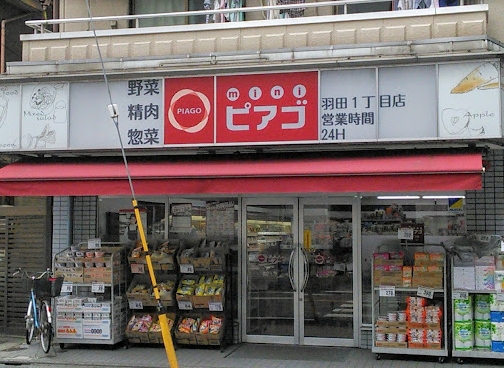 野菜
精肉
惣菜
PIAGO
mini
ピアゴ
羽田1丁目店
営業時間
24H
Apple